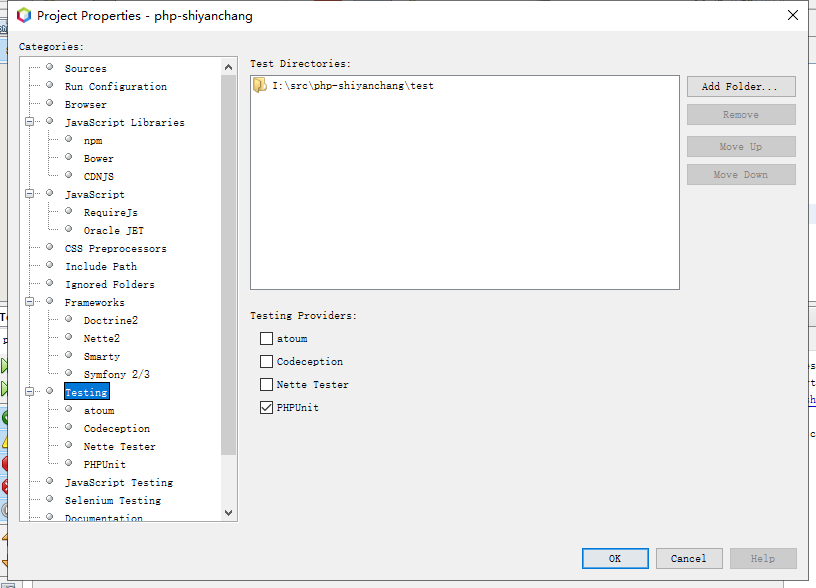 Project Properties - php-shiyanchang
Categories:
Sources
Run Configuration
Browser
JavaScript Libraries
npm
Bower
CDNJS
JavaScript
RequireJs
Oracle JET
CSS Preprocessors
Include Path
Ignored Folders
Frameworks
Doctrine2
Nette2
Smarty
Symfony 2/3
Testing
atoum
Codeception
Nette Tester
PHPUnit
JavaScript Testing
Selenium Testing
Documentation
Test Directories:
I:\src\php-shiyanchang\test
Add Folder...
Remove
Move Up
Move Down
Testing Providers:
atoum
Codeception
Nette Tester
PHPUnit
OK
Cancel
Help